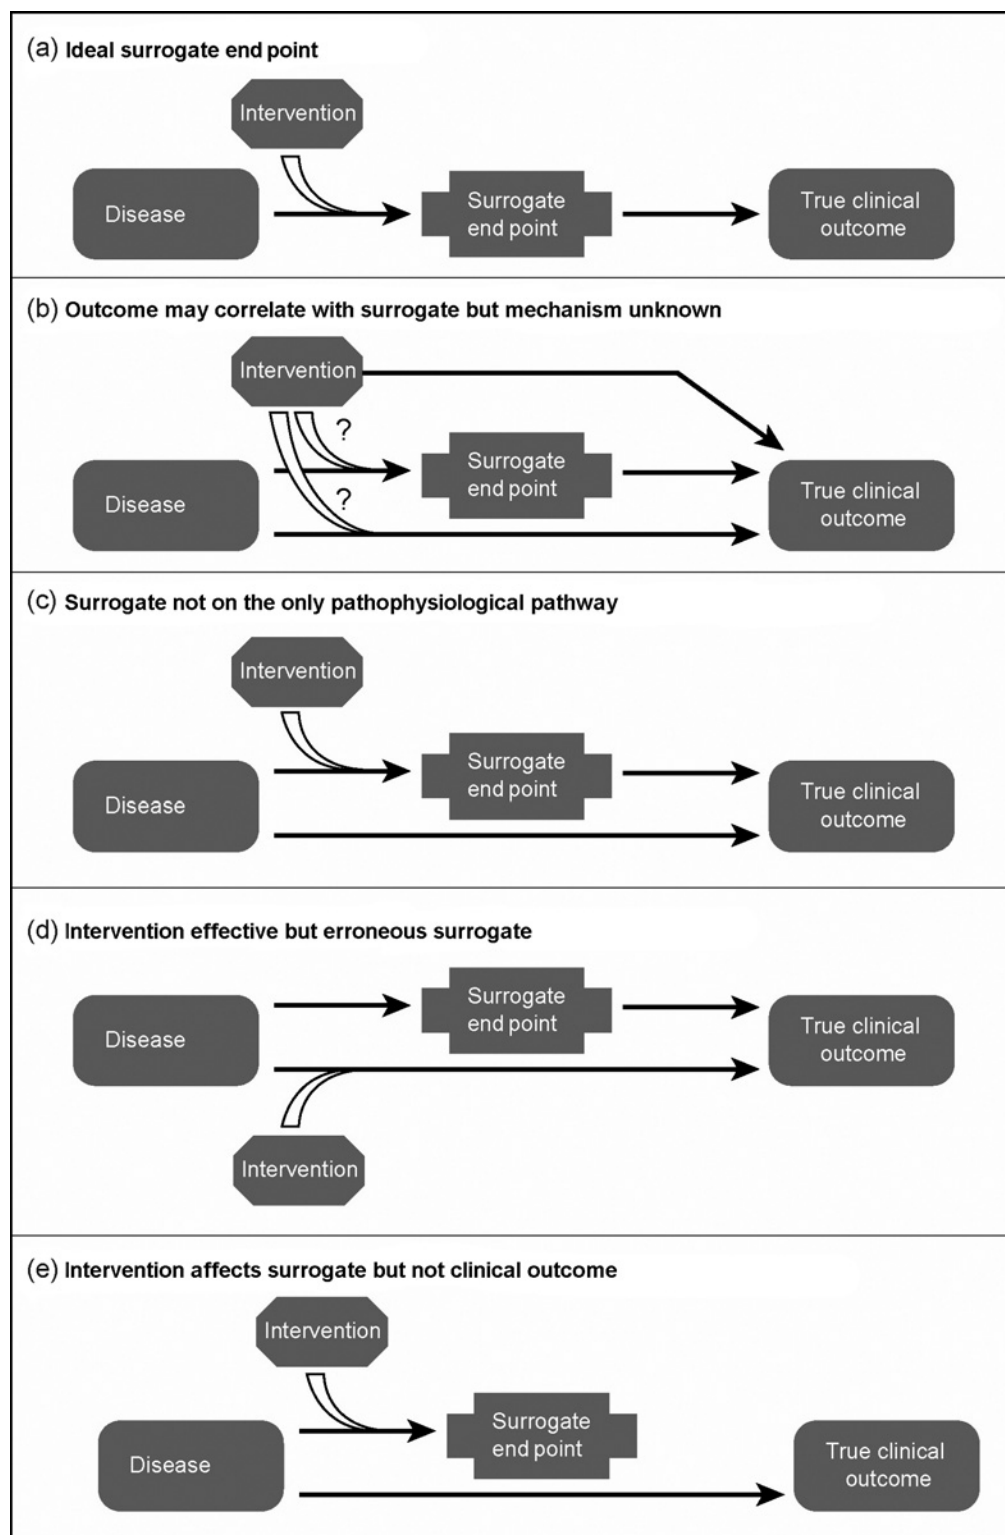 (a) Ideal surrogate end point
Intervention
Disease
Surrogate
end point
True clinical
outcome
(b) Outcome may correlate with surrogate but mechanism unknown
Intervention
?
Disease
?
Surrogate
end point
True clinical
outcome
(c) Surrogate not on the only pathophysiological pathway
Intervention
Disease
Surrogate
end point
True clinical
outcome
(d) Intervention effective but erroneous surrogate
Disease
Surrogate
end point
True clinical
outcome
Intervention
(e) Intervention affects surrogate but not clinical outcome
Intervention
Disease
Surrogate
end point
True clinical
outcome